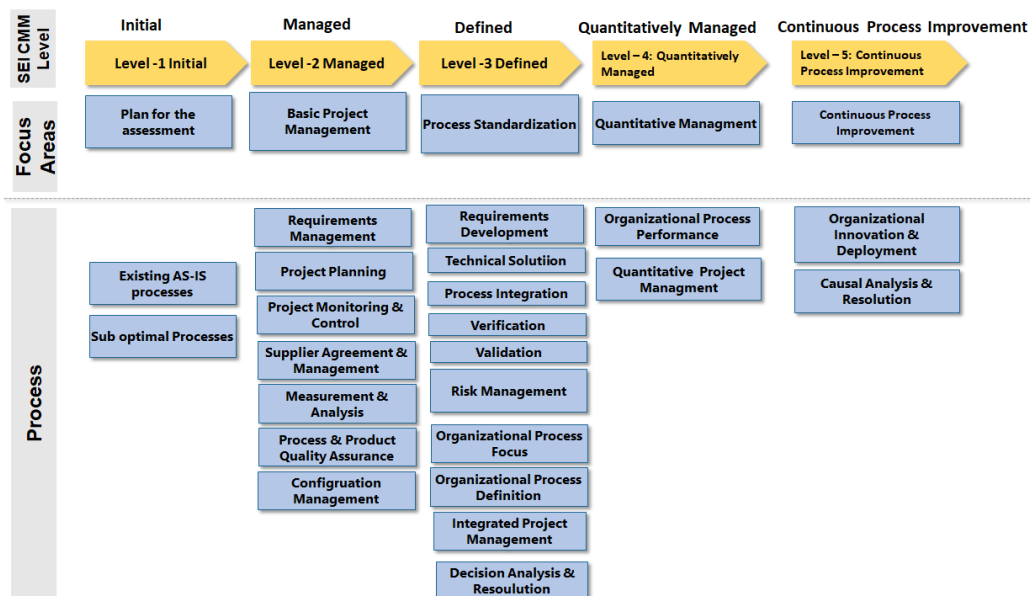 Initial
Managed
Defined
Quantitatively Managed
Continuous Process Improvement
SEI CMM
Level
Level -1 Initial
Level -2 Managed
Level -3 Defined
Level – 4: Quantitatively
Managed
Level – 5: Continuous
Process Improvement
Focus
Areas
Plan for the
assessment
Basic Project
Management
Process Standardization
Quantitative Managment
Continuous Process
Improvement
Process
Existing AS-IS
processes
Sub optimal Processes
Requirements
Management
Project Planning
Project Monitoring &
Control
Supplier Agreement &
Management
Measurement &
Analysis
Process & Product
Quality Assurance
Configruation
Management
Requirements
Development
Technical Solutiion
Process Integration
Verification
Validation
Risk Management
Organizational Process
Focus
Organizational Process
Definition
Integrated Project
Management
Decision Analysis &
Resoulution
Organizational Process
Performance
Quantitative Project
Managment
Organizational
Innovation &
Deployment
Causal Analysis &
Resolution